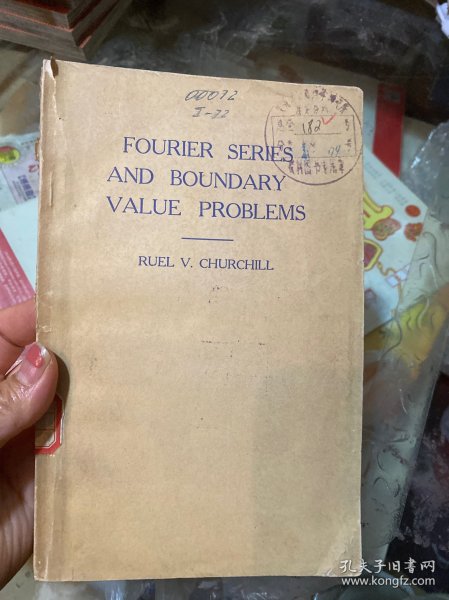 00072
I-72
182
FOURIER SERIES
AND BOUNDARY
VALUE PROBLEMS
RUEL V. CHURCHILL
孔夫子旧书网
www.kongfz.com